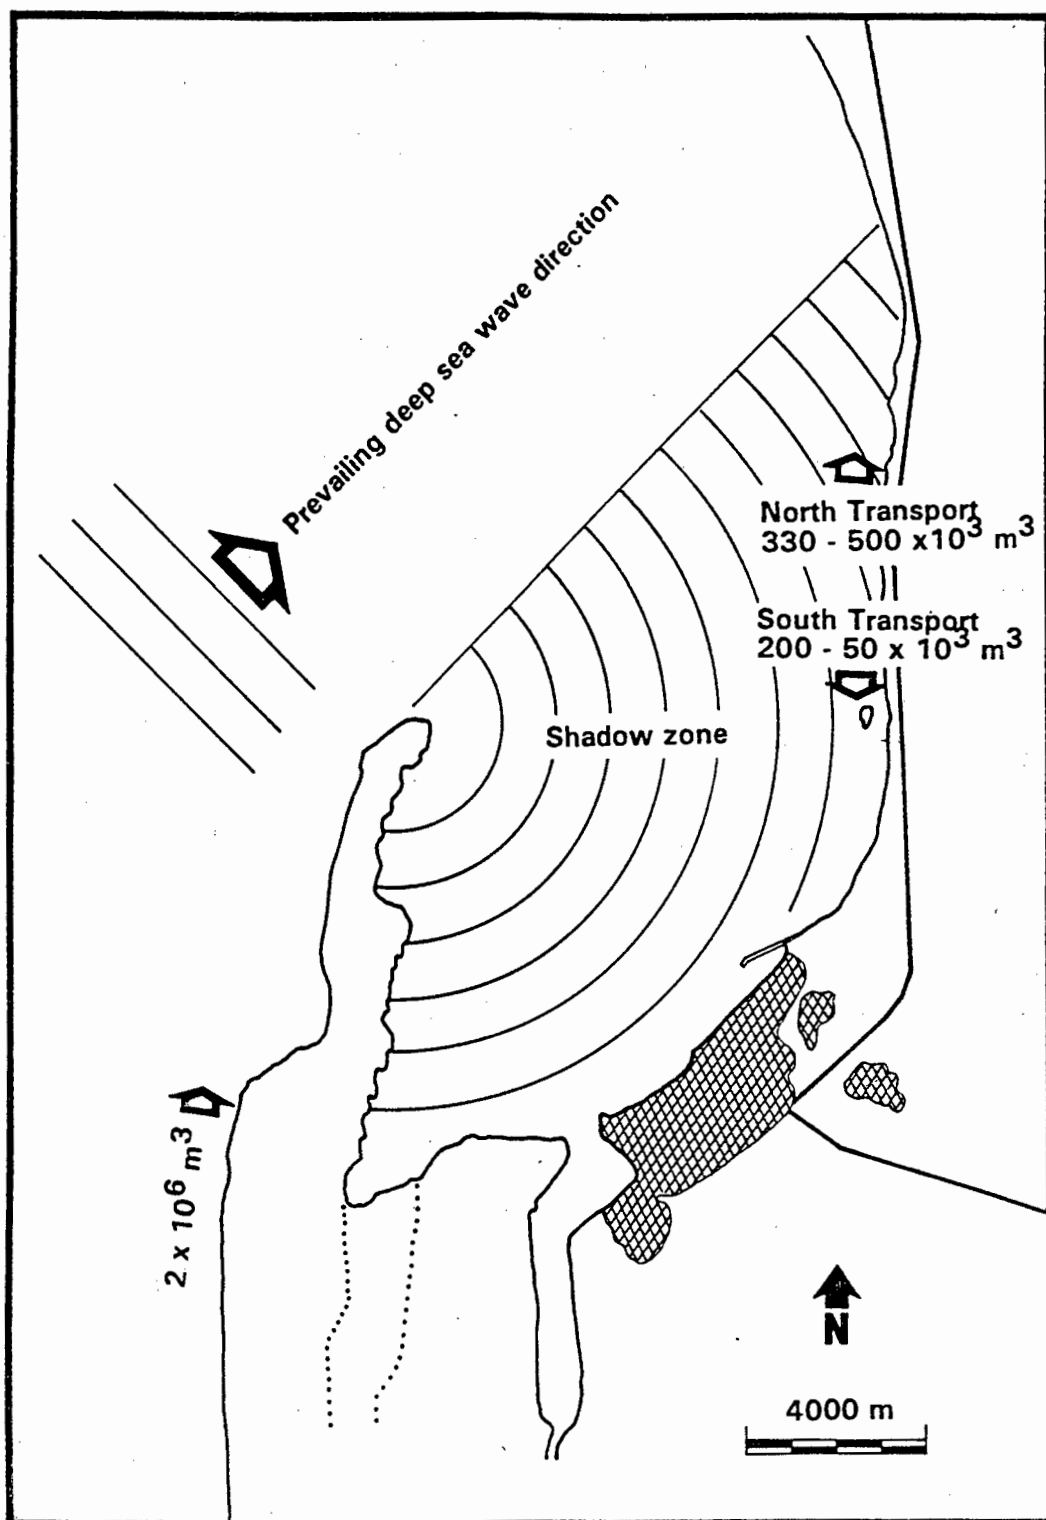 Prevailing deep sea wave direction
North Transport
330 - 500 x10³ m³
South Transport
200 - 50 x 10³ m³
Shadow zone
2 x 10⁶ m³
N
4000 m